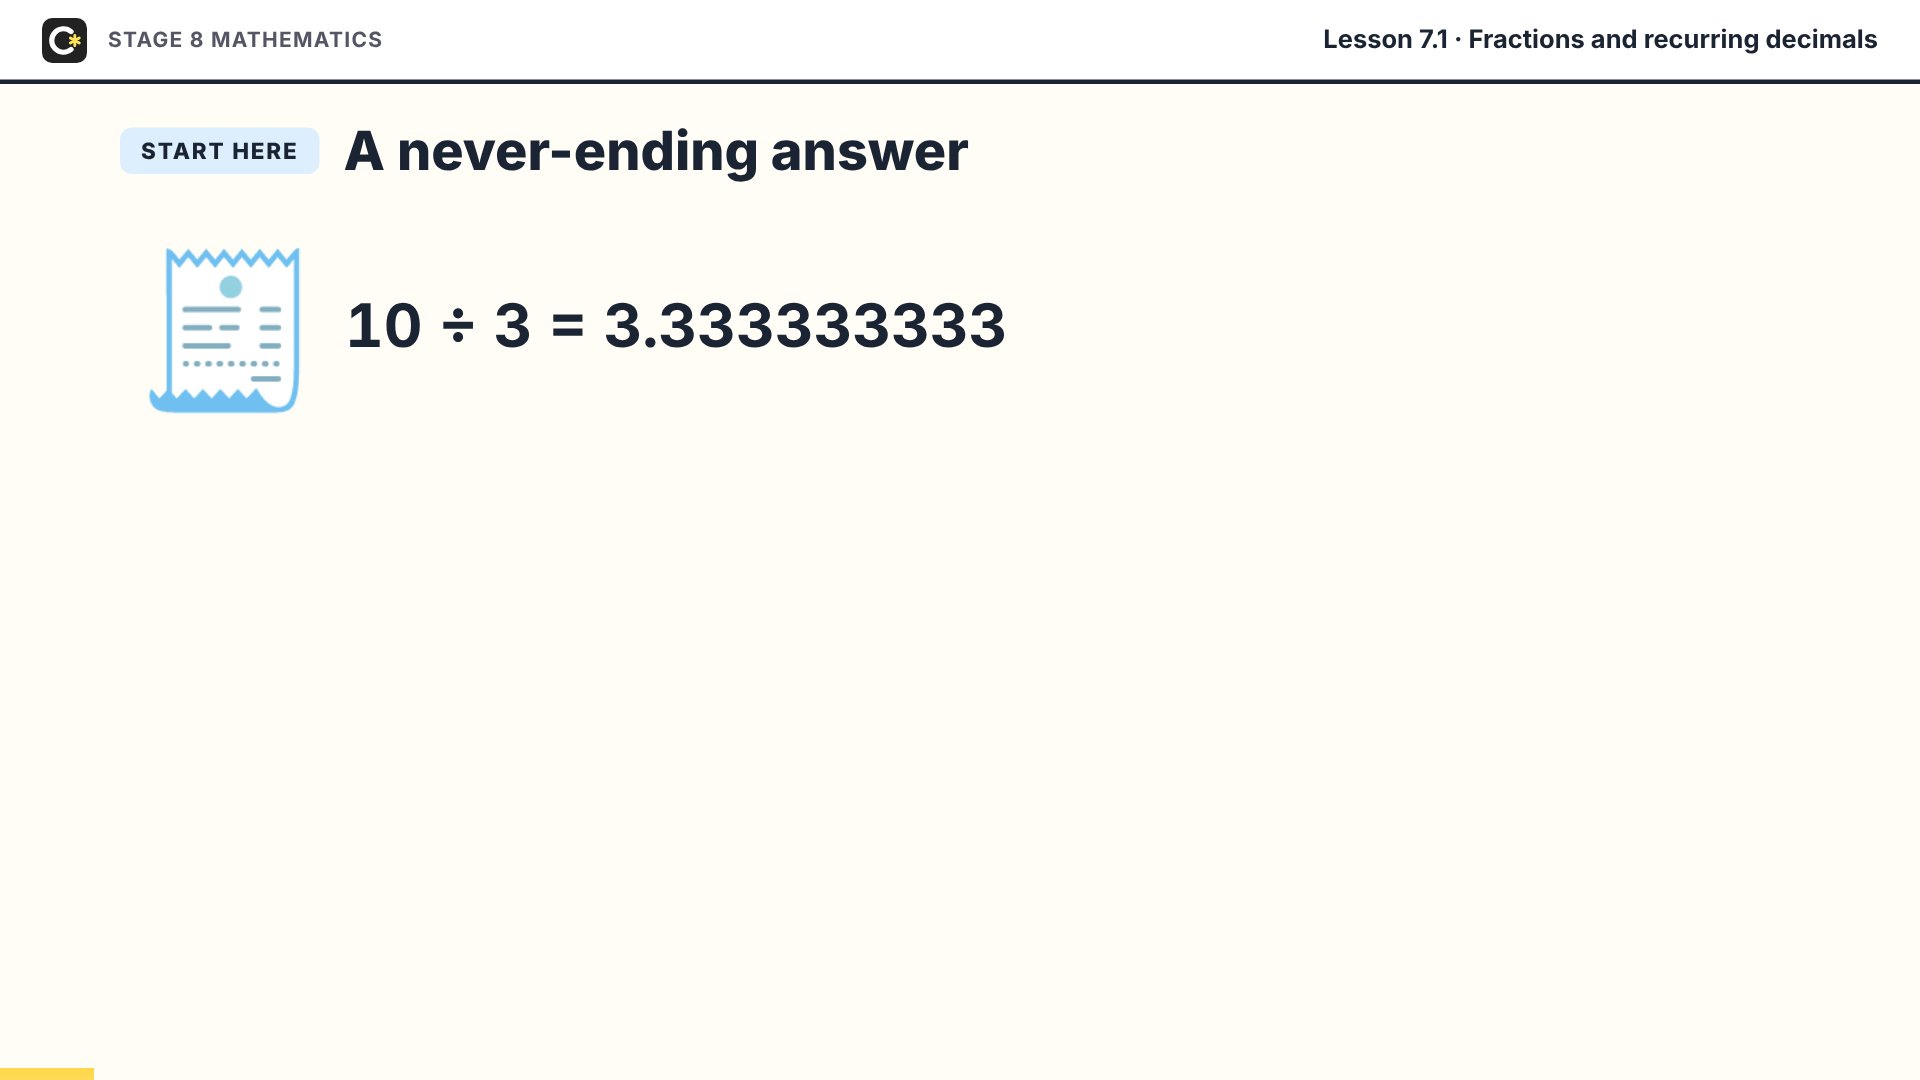 STAGE 8 MATHEMATICS
Lesson 7.1 · Fractions and recurring decimals
START HERE
A never-ending answer
10 ÷ 3 = 3.333333333